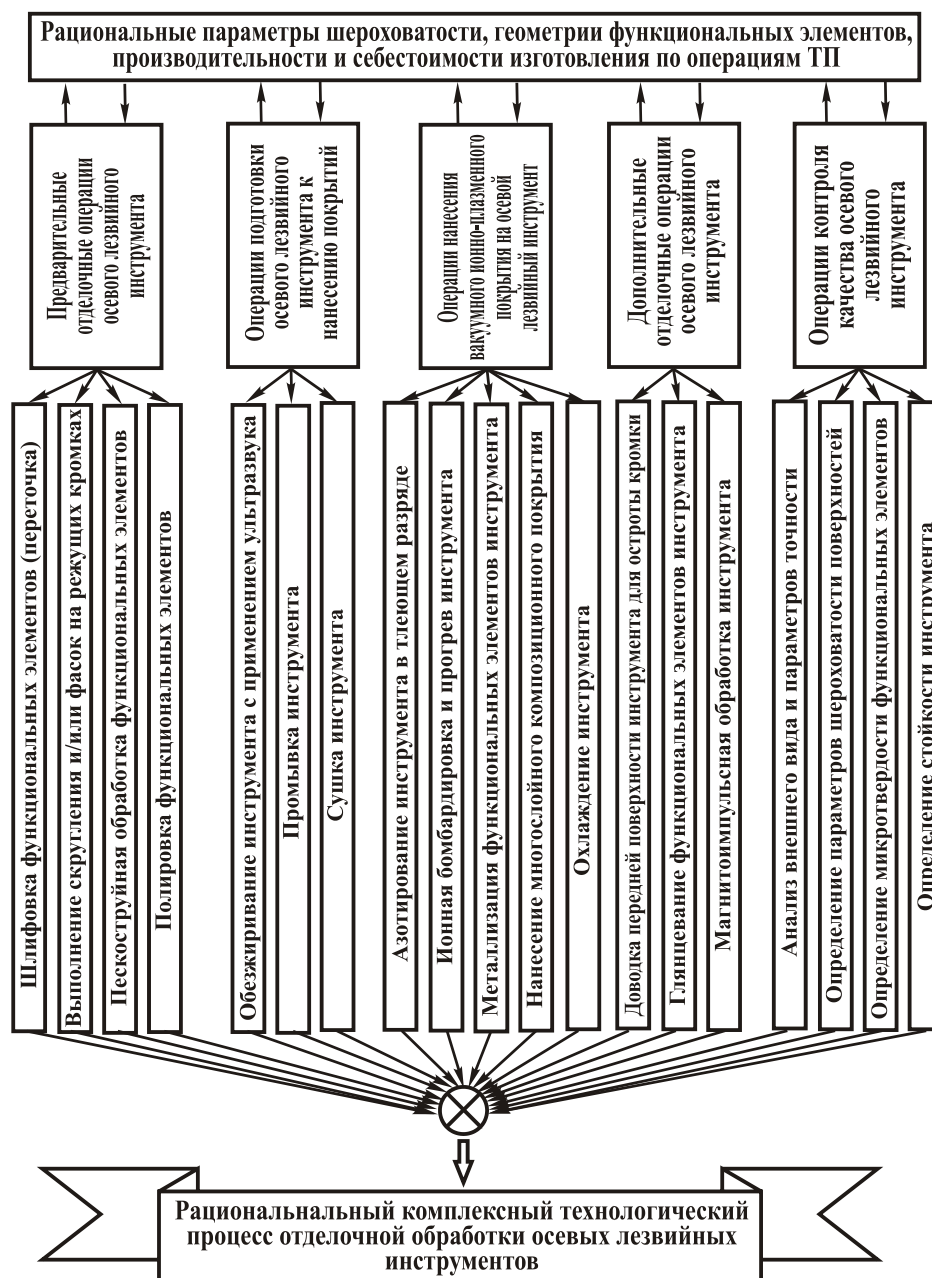 Рациональные параметры шероховатости, геометрии функциональных элементов,
производительности и себестоимости изготовления по операциям ТП
Предварительные
отделочные операции
осевого лезвийного
инструмента
Операции подготовки
осевого лезвийного
инструмента к
нанесению покрытий
Операции нанесения
вакуумного ионно-плазменного
покрытия на осевой
лезвийный инструмент
Дополнительные
отделочные операции
осевого лезвийного
инструмента
Операции контроля
качества осевого
лезвийного
инструмента
Шлифовка функциональных элементов (переточка)
Выполнение скругления и/или фасок на режущих кромках
Пескоструйная обработка функциональных элементов
Полировка функциональных элементов
Обезжиривание инструмента с применением ультразвука
Промывка инструмента
Сушка инструмента
Азотирование инструмента в тлеющем разряде
Ионная бомбардировка и прогрев инструмента
Металлизация функциональных элементов инструмента
Нанесение многослойного композиционного покрытия
Охлаждение инструмента
Доводка передней поверхности инструмента для остроты кромки
Глянцевание функциональных элементов инструмента
Магнитоимпульсная обработка инструмента
Анализ внешнего вида и параметров точности
Определение параметров шероховатости поверхностей
Определение микротвердости функциональных элементов
Определение стойкости инструмента
Рациональнальный комплексный технологический
процесс отделочной обработки осевых лезвийных
инструментов